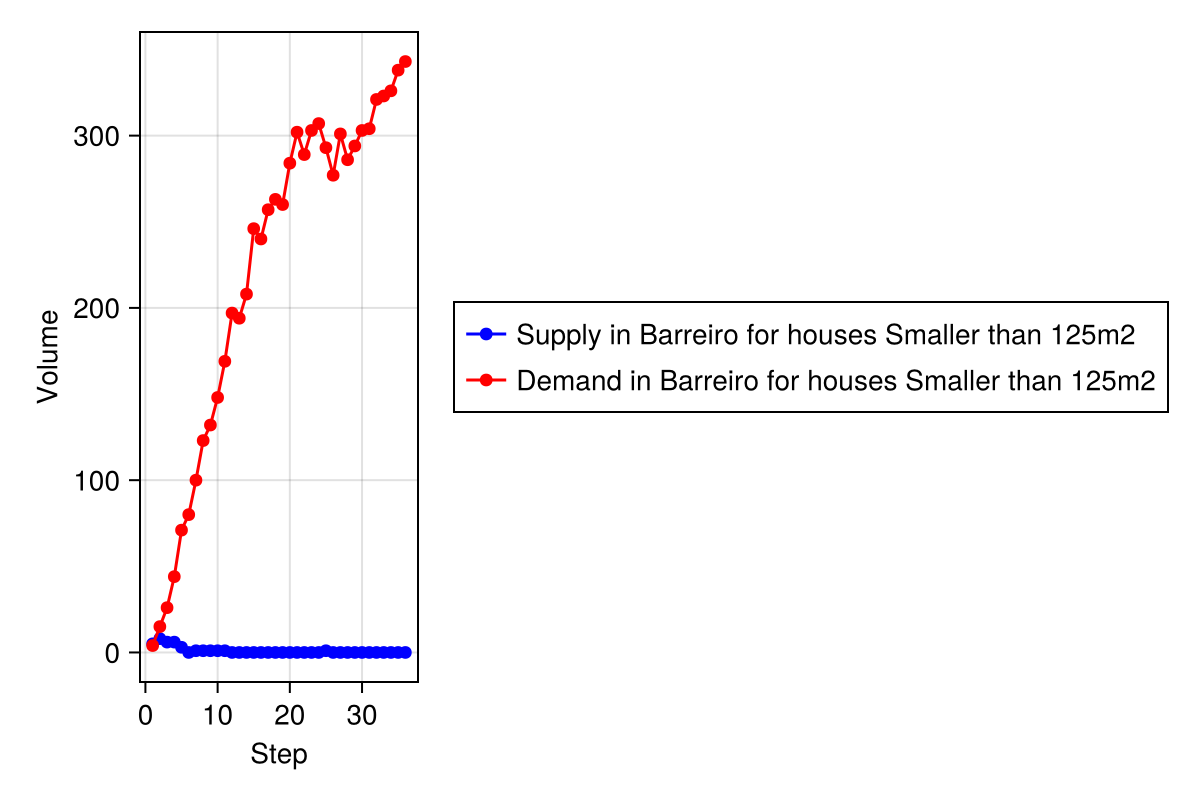 300
200
100
0
Volume
0 10 20 30
Step
Supply in Barreiro for houses Smaller than 125m2
Demand in Barreiro for houses Smaller than 125m2